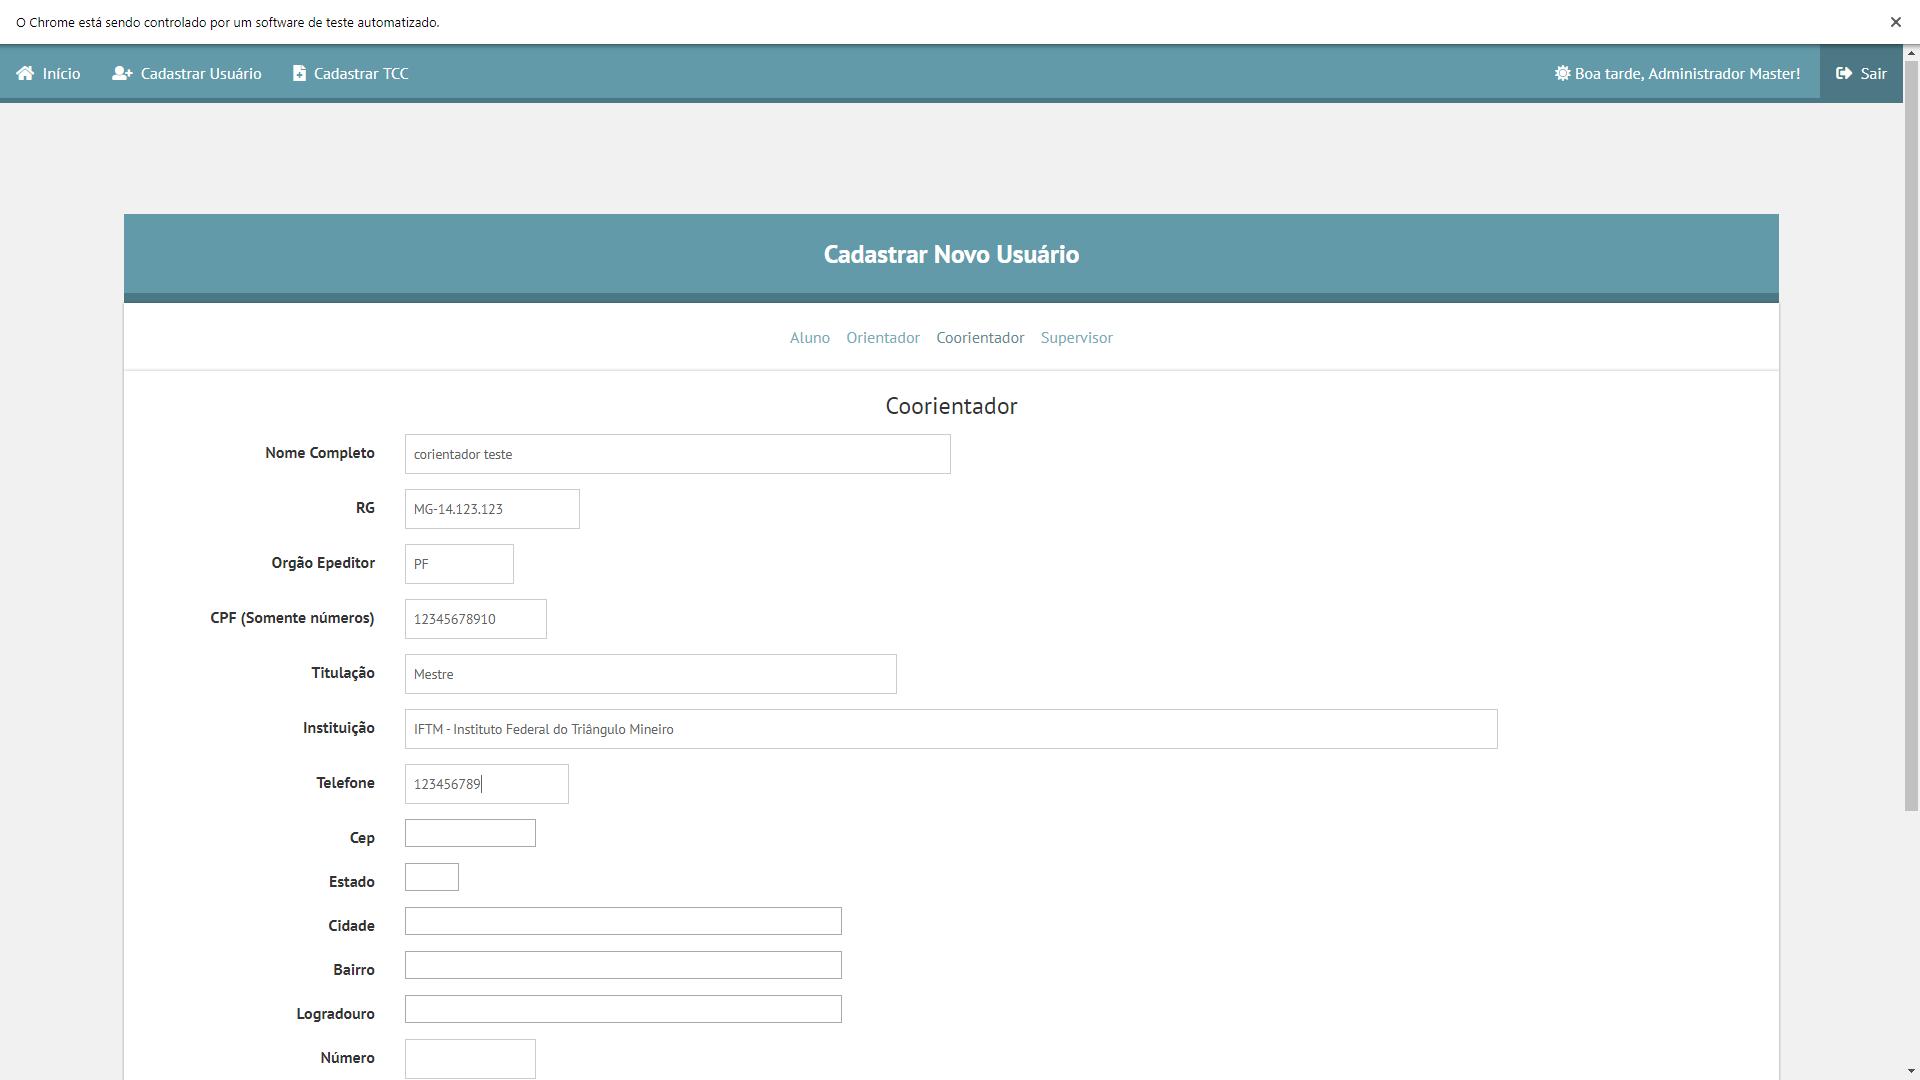 O Chrome está sendo controlado por um software de teste automatizado.
Início Cadastrar Usuário Cadastrar TCC Boa tarde, Administrador Master! Sair
Cadastrar Novo Usuário
Aluno Orientador Coorientador Supervisor
Coorientador
Nome Completo corientador teste
RG MG-14.123.123
Orgão Epeditor PF
CPF (Somente números) 12345678910
Titulação Mestre
Instituição IFTM - Instituto Federal do Triângulo Mineiro
Telefone 123456789
Cep
Estado
Cidade
Bairro
Logradouro
Número